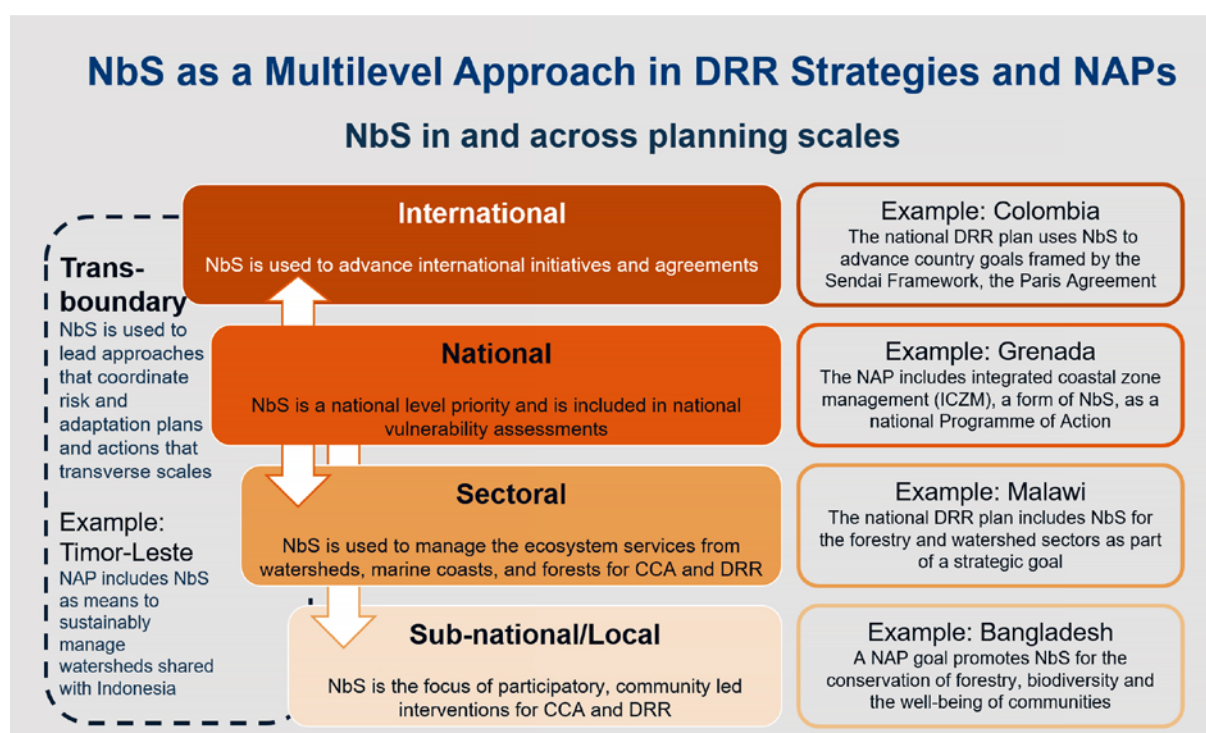 NbS as a Multilevel Approach in DRR Strategies and NAPs
NbS in and across planning scales
Trans-
boundary
NbS is used to
lead approaches
that coordinate
risk and
adaptation plans
and actions that
transverse scales
Example:
Timor-Leste
NAP includes NbS
as means to
sustainably
manage
watersheds shared
with Indonesia
International
NbS is used to advance international initiatives and agreements
Example: Colombia
The national DRR plan uses NbS to
advance country goals framed by the
Sendai Framework, the Paris Agreement
National
NbS is a national level priority and is included in national
vulnerability assessments
Example: Grenada
The NAP includes integrated coastal zone
management (ICZM), a form of NbS, as a
national Programme of Action
Sectoral
NbS is used to manage the ecosystem services from
watersheds, marine coasts, and forests for CCA and DRR
Example: Malawi
The national DRR plan includes NbS for
the forestry and watershed sectors as part
of a strategic goal
Sub-national/Local
NbS is the focus of participatory, community led
interventions for CCA and DRR
Example: Bangladesh
A NAP goal promotes NbS for the
conservation of forestry, biodiversity and
the well-being of communities